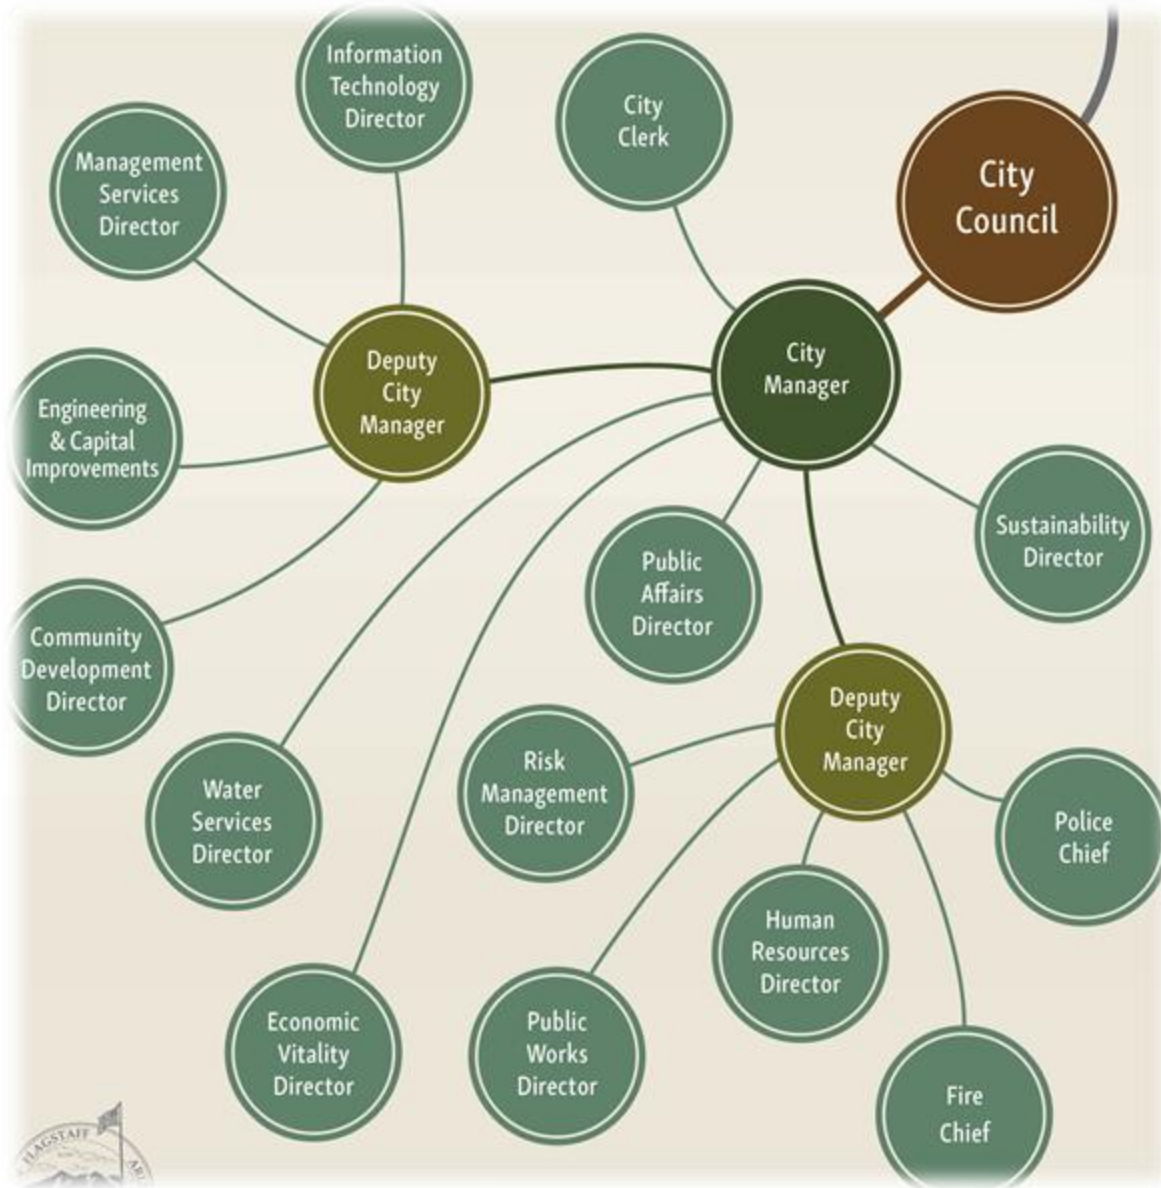 Information
Technology
Director
City
Clerk
City
Council
Management
Services
Director
Deputy
City
Manager
City
Manager
Engineering
& Capital
Improvements
Sustainability
Director
Public
Affairs
Director
Community
Development
Director
Deputy
City
Manager
Water
Services
Director
Risk
Management
Director
Police
Chief
Human
Resources
Director
Economic
Vitality
Director
Public
Works
Director
Fire
Chief
FLAGSTAFF